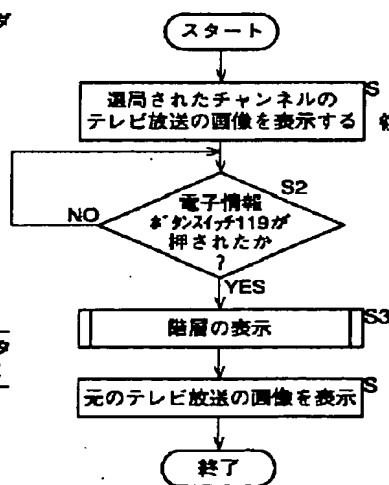 スタート
選局されたチャンネルの
テレビ放送の画像を表示する
S
S2
電子情報
ボタンスイッチ119が
押されたか
?
NO
YES
階層の表示
S3
元のテレビ放送の画像を表示
S
終了